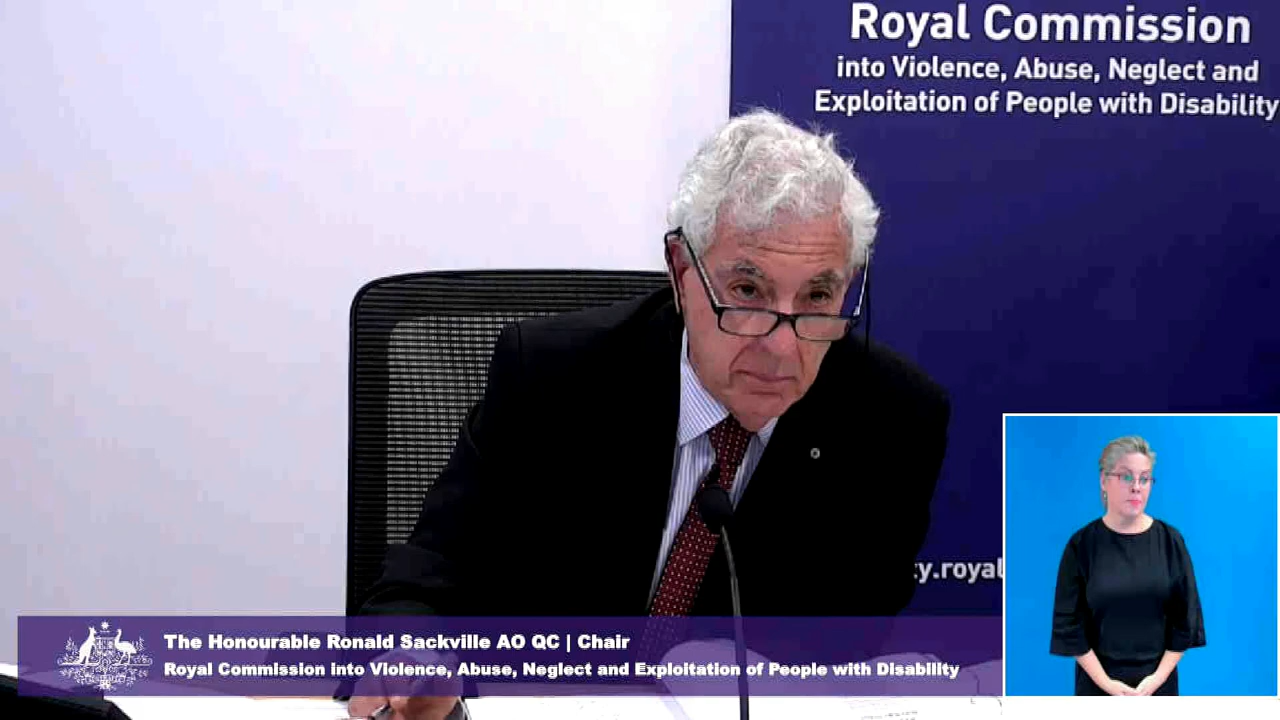 Royal Commission
into Violence, Abuse, Neglect and
Exploitation of People with Disability
ty.royal
The Honourable Ronald Sackville AO QC | Chair
Royal Commission into Violence, Abuse, Neglect and Exploitation of People with Disability